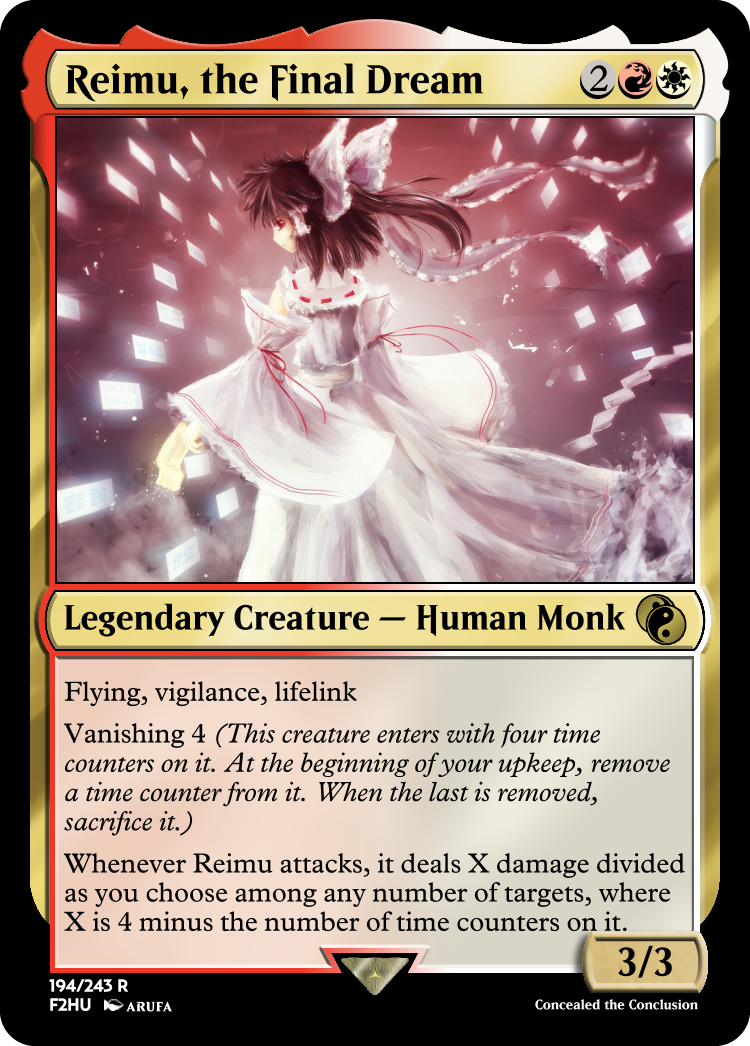 Reimu, the Final Dream 2
Legendary Creature — Human Monk
Flying, vigilance, lifelink
Vanishing 4 (This creature enters with four time
counters on it. At the beginning of your upkeep, remove
a time counter from it. When the last is removed,
sacrifice it.)
Whenever Reimu attacks, it deals X damage divided
as you choose among any number of targets, where
X is 4 minus the number of time counters on it.
3/3
194/243 R
F2HU ARUFA
Concealed the Conclusion